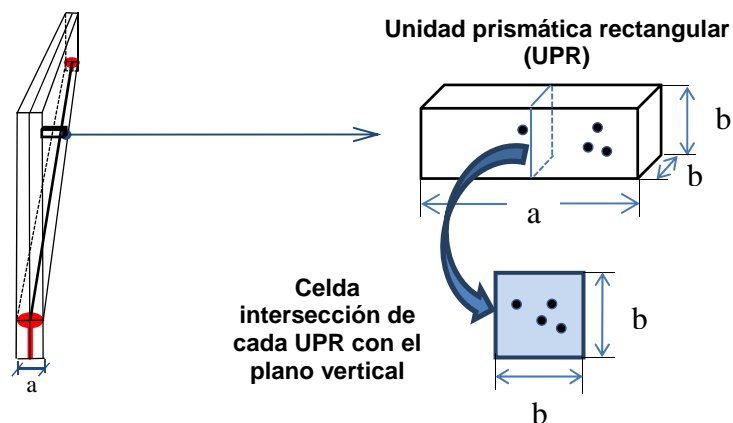 Unidad prismática rectangular
(UPR)
b
b
a
Celda
intersección de
cada UPR con el
plano vertical
b
b
a